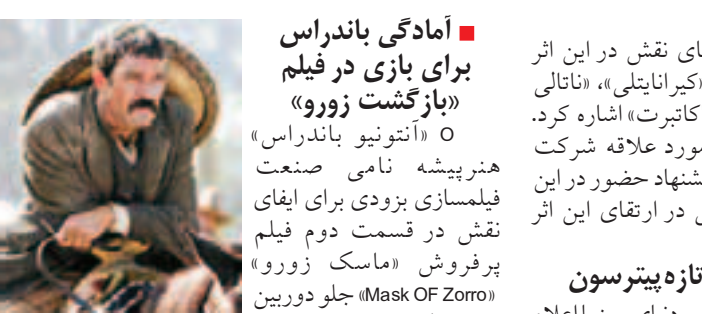 ای نقش در این اثر
«کیرانایتلی»، «ناتالی
کاتبرت» اشاره کرد.
مورد علاقه شرکت
شنهاد حضور در این
ی در ارتقای این اثر
تازه پیترسون
■ آمادگی باندراس
برای بازی در فیلم
«بازگشت زورو»
O «آنتونیو باندراس»
هنرپیشه نامی صنعت
فیلمسازی بزودی برای ایفای
نقش در قسمت دوم فیلم
پرفروش «ماسک زورو»
«Mask OF Zorro» جلو دوربین